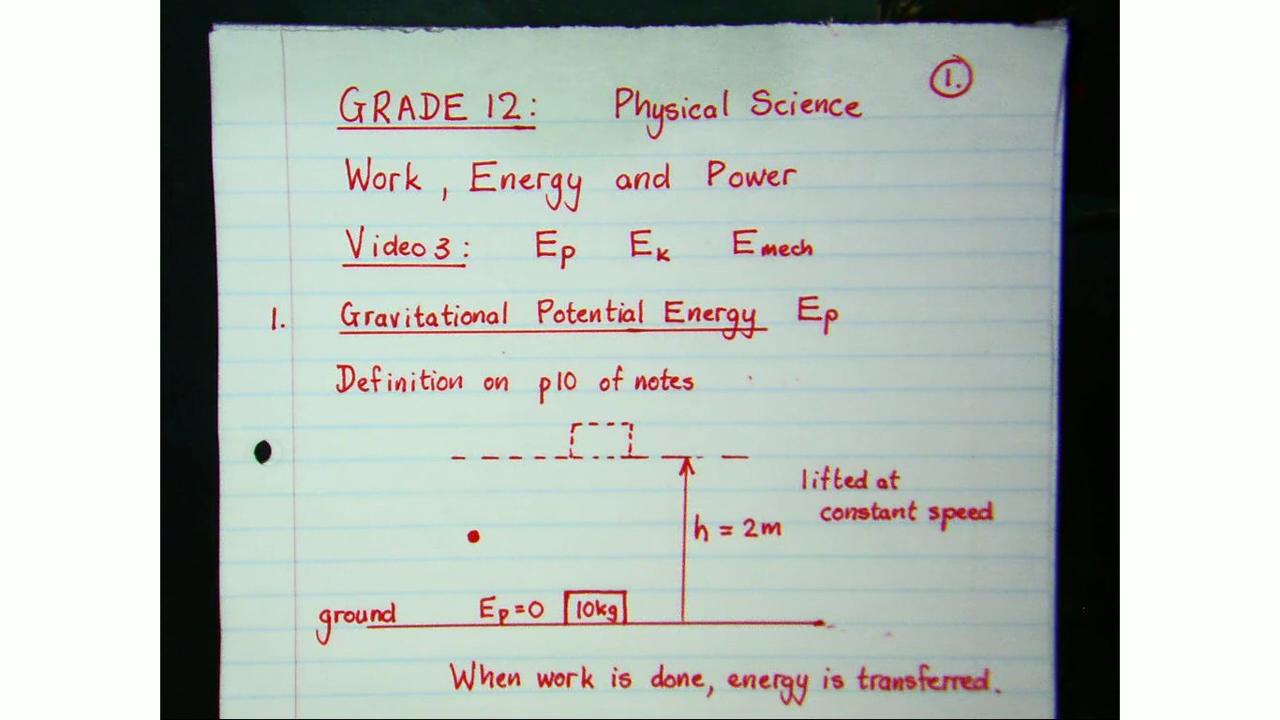 1.
GRADE 12: Physical Science
Work, Energy and Power
Video 3: Ep Ek Emech
1. Gravitational Potential Energy Ep
Definition on p10 of notes
lifted at
constant speed
h = 2m
ground Ep=0 10kg
When work is done, energy is transferred.